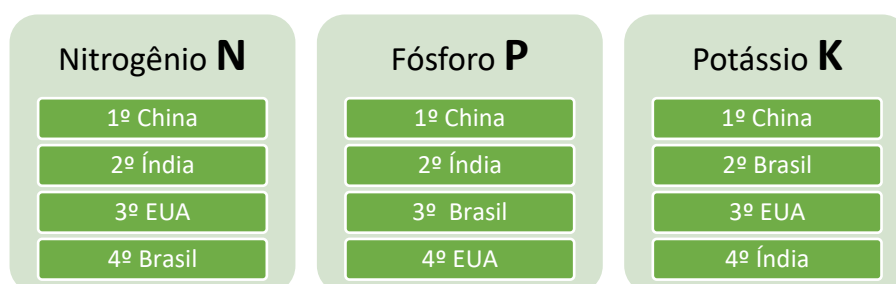 Nitrogênio N
1º China
2º Índia
3º EUA
4º Brasil
Fósforo P
1º China
2º Índia
3º Brasil
4º EUA
Potássio K
1º China
2º Brasil
3º EUA
4º Índia